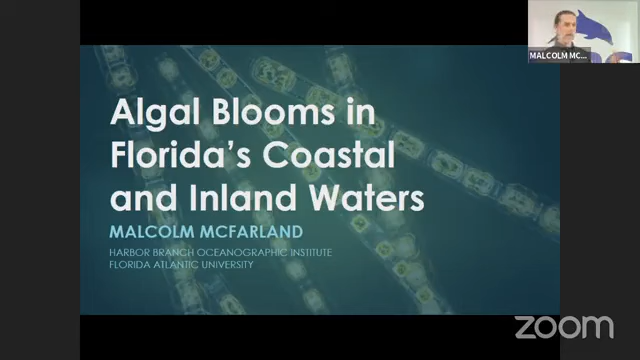 MALCOLM MC...
Algal Blooms in
Florida's Coastal
and Inland Waters
MALCOLM MCFARLAND
HARBOR BRANCH OCEANOGRAPHIC INSTITUTE
FLORIDA ATLANTIC UNIVERSITY
zoom